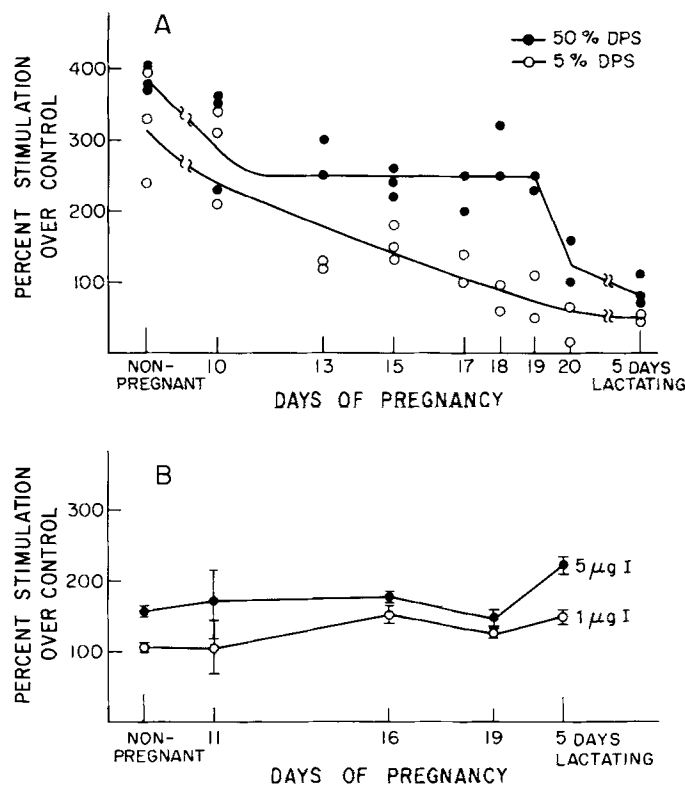 A
50 % DPS
5 % DPS
PERCENT STIMULATION
OVER CONTROL
400
300
200
100
NON-
PREGNANT
10
13
15
17
18
19
20
5 DAYS
LACTATING
DAYS OF PREGNANCY
B
PERCENT STIMULATION
OVER CONTROL
300
200
100
5 μg I
1 μg I
NON-
PREGNANT
11
16
19
5 DAYS
LACTATING
DAYS OF PREGNANCY